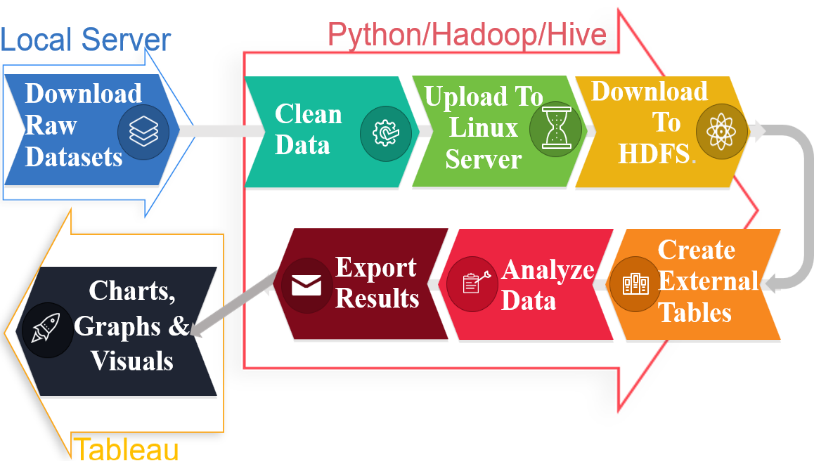 Local Server
Python/Hadoop/Hive
Download
Raw
Datasets
Clean
Data
Upload To
Linux
Server
Download
To
HDFS.
Create
External
Tables
Analyze
Data
Export
Results
Charts,
Graphs &
Visuals
Tableau